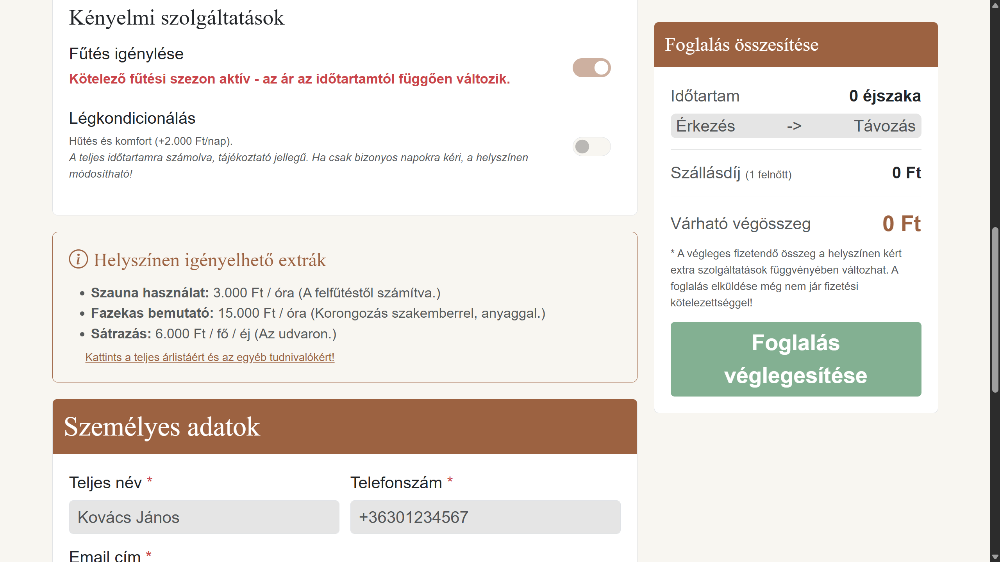 Kényelmi szolgáltatások
Fűtés igénylése
Kötelező fűtési szezon aktív - az ár az időtartamtól függően változik.
Légkondicionálás
Hűtés és komfort (+2.000 Ft/nap).
A teljes időtartamra számolva, tájékoztató jellegű. Ha csak bizonyos napokra kéri, a helyszínen
módosítható!
Helyszínen igényelhető extrák
Szauna használat: 3.000 Ft / óra (A felfűtéstől számítva.)
Fazekas bemutató: 15.000 Ft / óra (Korongozás szakemberrel, anyaggal.)
Sátrazás: 6.000 Ft / fő / éj (Az udvaron.)
Kattints a teljes árlistáért és az egyéb tudnivalókért!
Személyes adatok
Teljes név *
Kovács János
Telefonszám *
+36301234567
Email cím *
Foglalás összesítése
Időtartam 0 éjszaka
Érkezés -> Távozás
Szállásdíj (1 felnőtt) 0 Ft
Várható végösszeg 0 Ft
* A végleges fizetendő összeg a helyszínen kért
extra szolgáltatások függvényében változhat. A
foglalás elküldése még nem jár fizetési
kötelezettséggel!
Foglalás
véglegesítése